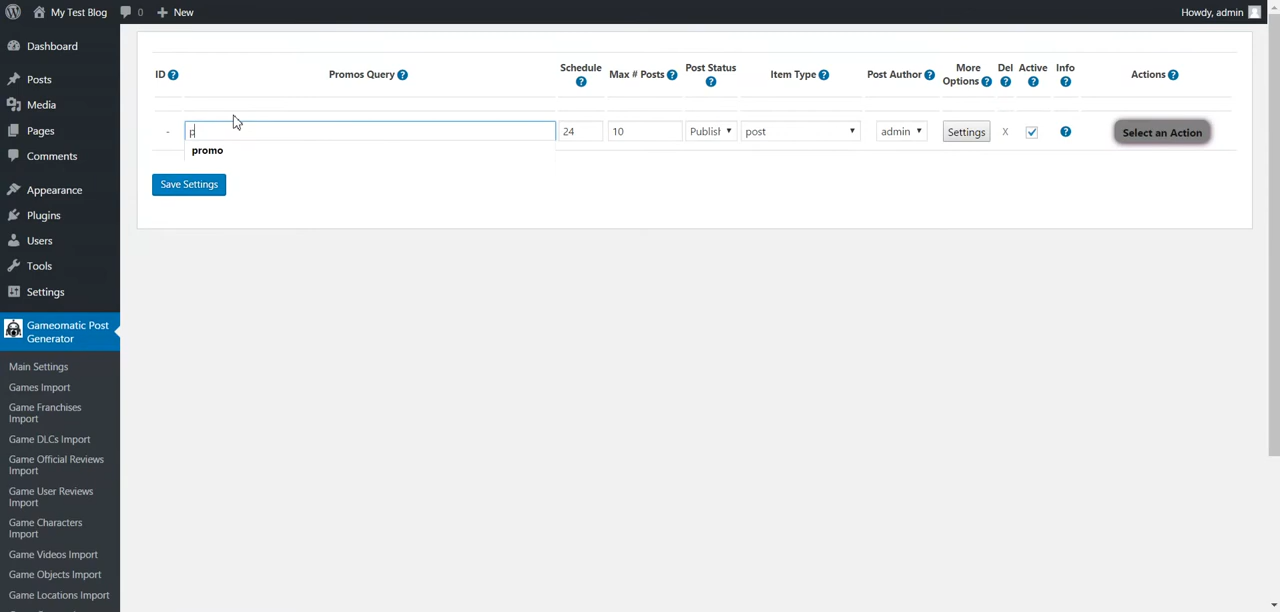 My Test Blog
0
New
Howdy, admin
Dashboard
Posts
Media
Pages
Comments
Appearance
Plugins
Users
Tools
Settings
Gameomatic Post
Generator
Main Settings
Games Import
Game Franchises
Import
Game DLCs Import
Game Official Reviews
Import
Game User Reviews
Import
Game Characters
Import
Game Videos Import
Game Objects Import
Game Locations Import
ID
Promos Query
Schedule
Max # Posts
Post Status
Item Type
Post Author
More
Options
Del
Active
Info
Actions
-
p
24
10
Publish
post
admin
Settings
X
Select an Action
promo
Save Settings